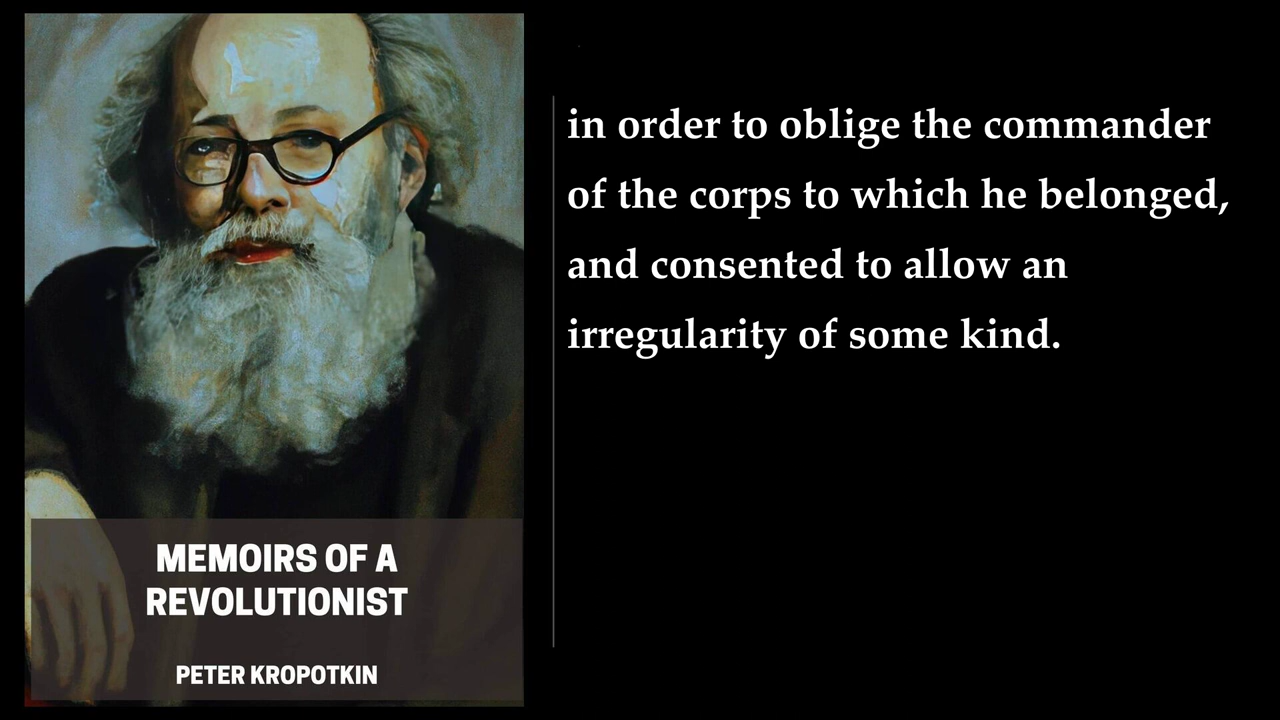 in order to oblige the commander
of the corps to which he belonged,
and consented to allow an
irregularity of some kind.
MEMOIRS OF A
REVOLUTIONIST
PETER KROPOTKIN